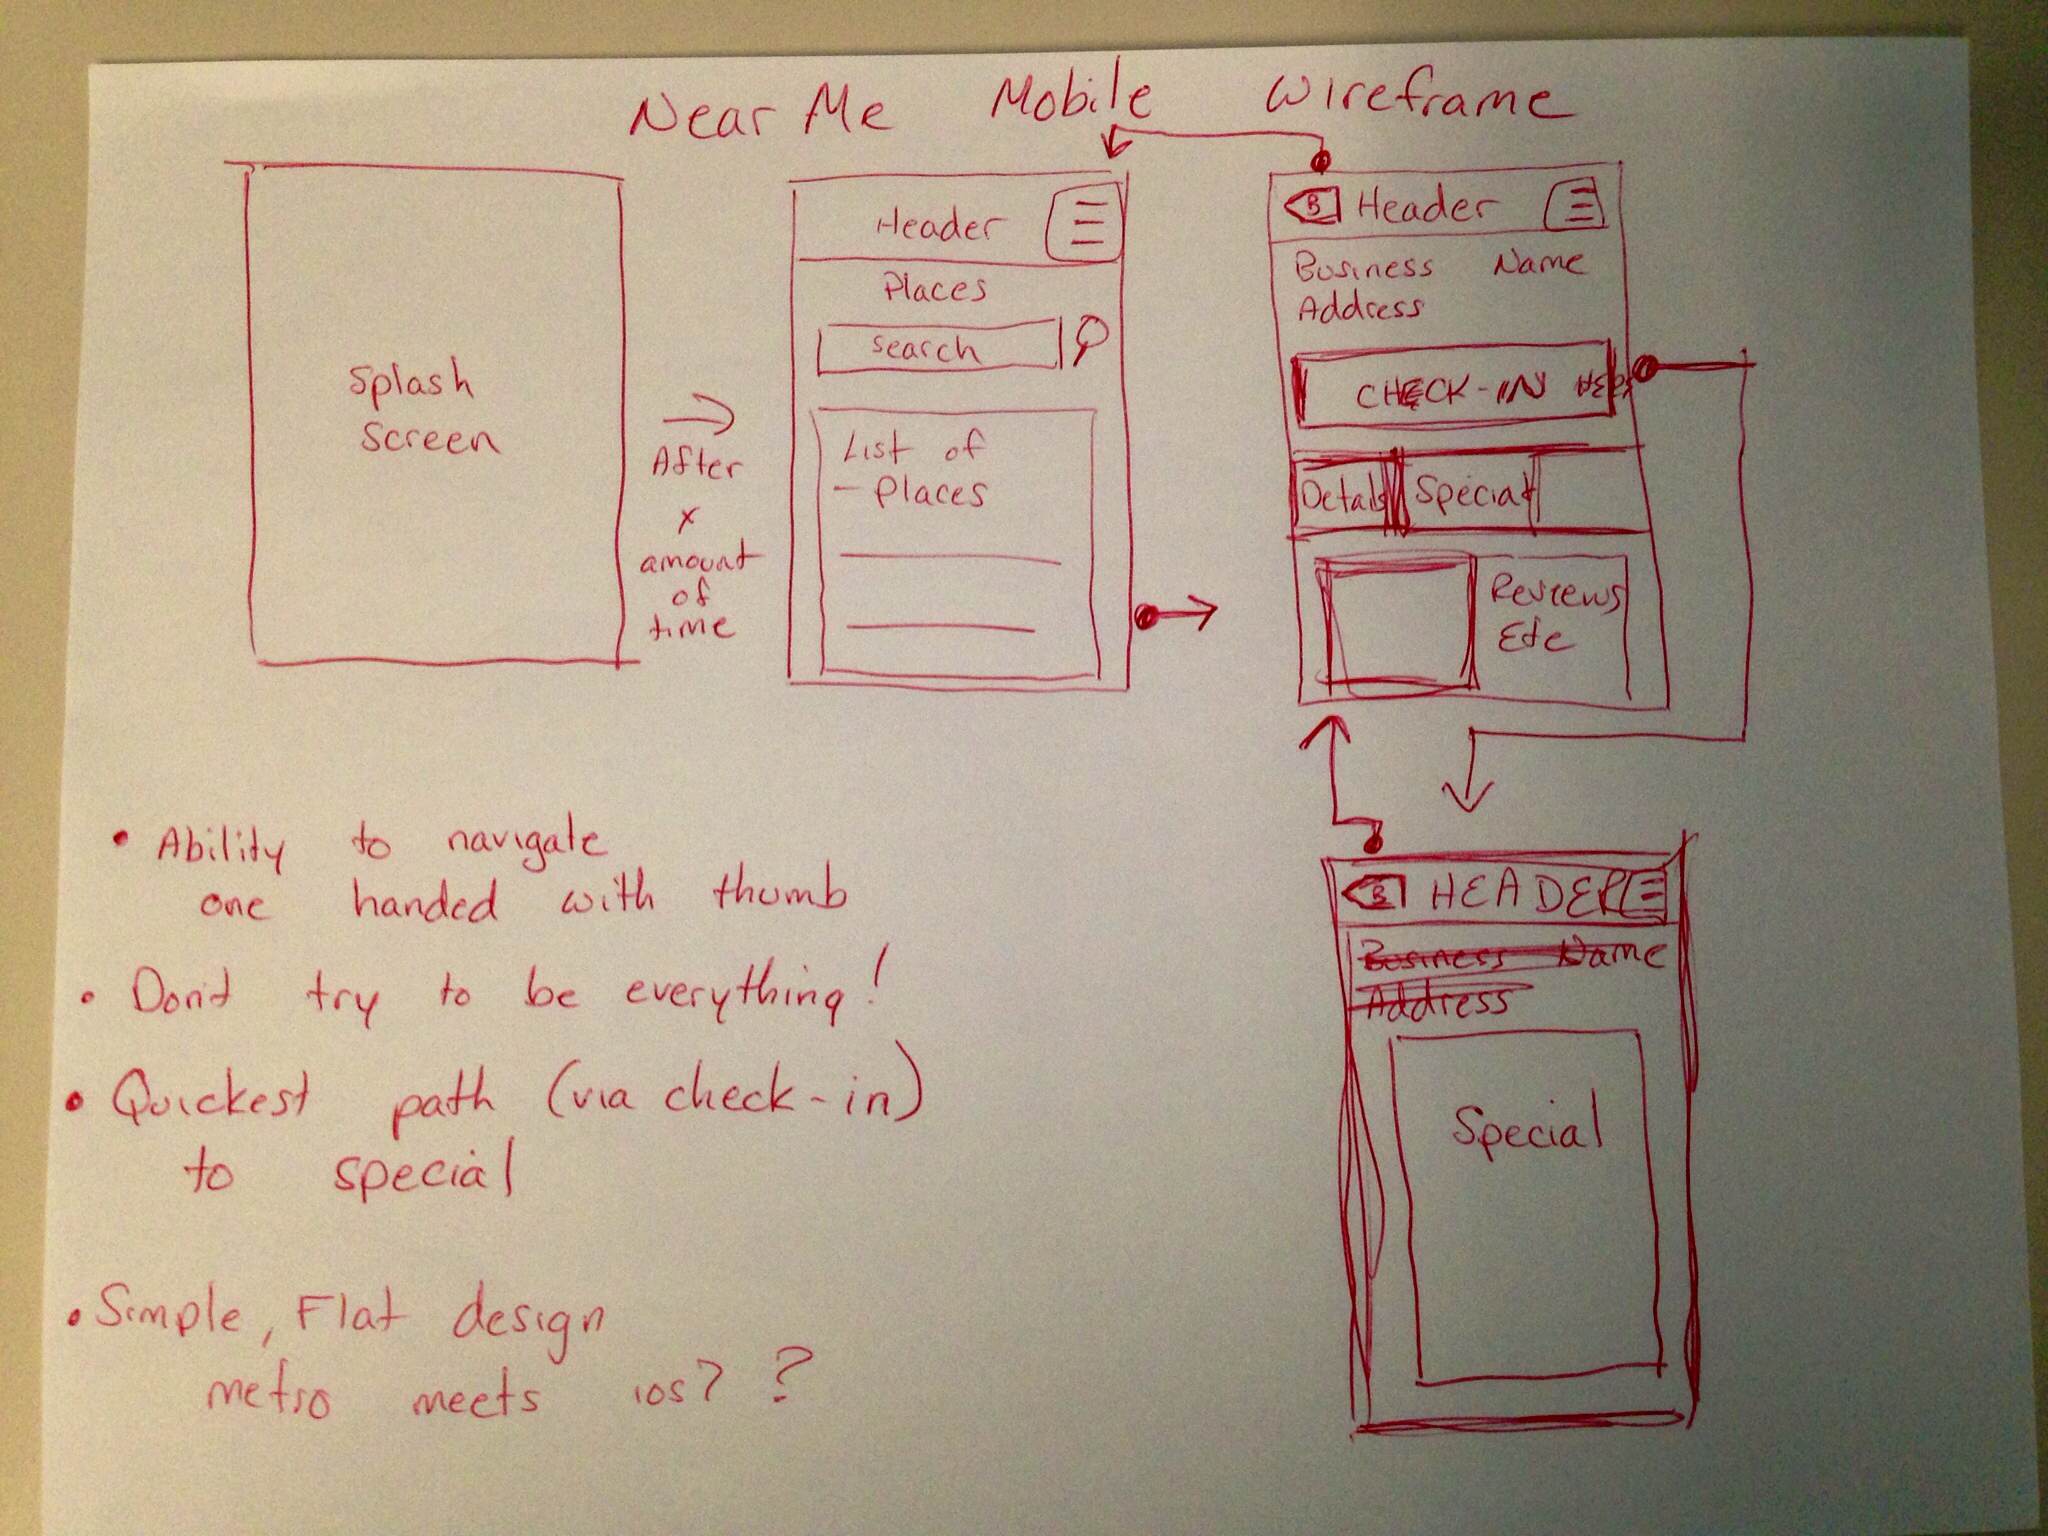 Near Me Mobile Wireframe
Splash
Screen
After
x
amount
of
time
Header
Places
search
List of
- Places
B Header
Business Name
Address
CHECK-IN HERE
Details Special
Reviews
Etc
B HEADER
Business Name
Address
Special
• Ability to navigate
one handed with thumb
• Don't try to be everything!
• Quickest path (via check-in)
to special
• Simple, Flat design
metro meets ios7 ?